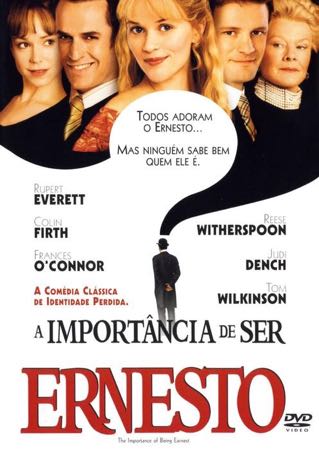 TODOS ADORAM
O ERNESTO...
MAS NINGUÉM SABE BEM
QUEM ELE É.
RUPERT
EVERETT
COLIN
FIRTH
FRANCES
O'CONNOR
REESE
WITHERSPOON
JUDI
DENCH
TOM
WILKINSON
A COMÉDIA CLÁSSICA
DE IDENTIDADE PERDIDA.
A IMPORTÂNCIA DE SER
ERNESTO
The Importance of Being Earnest
DVD
VIDEO